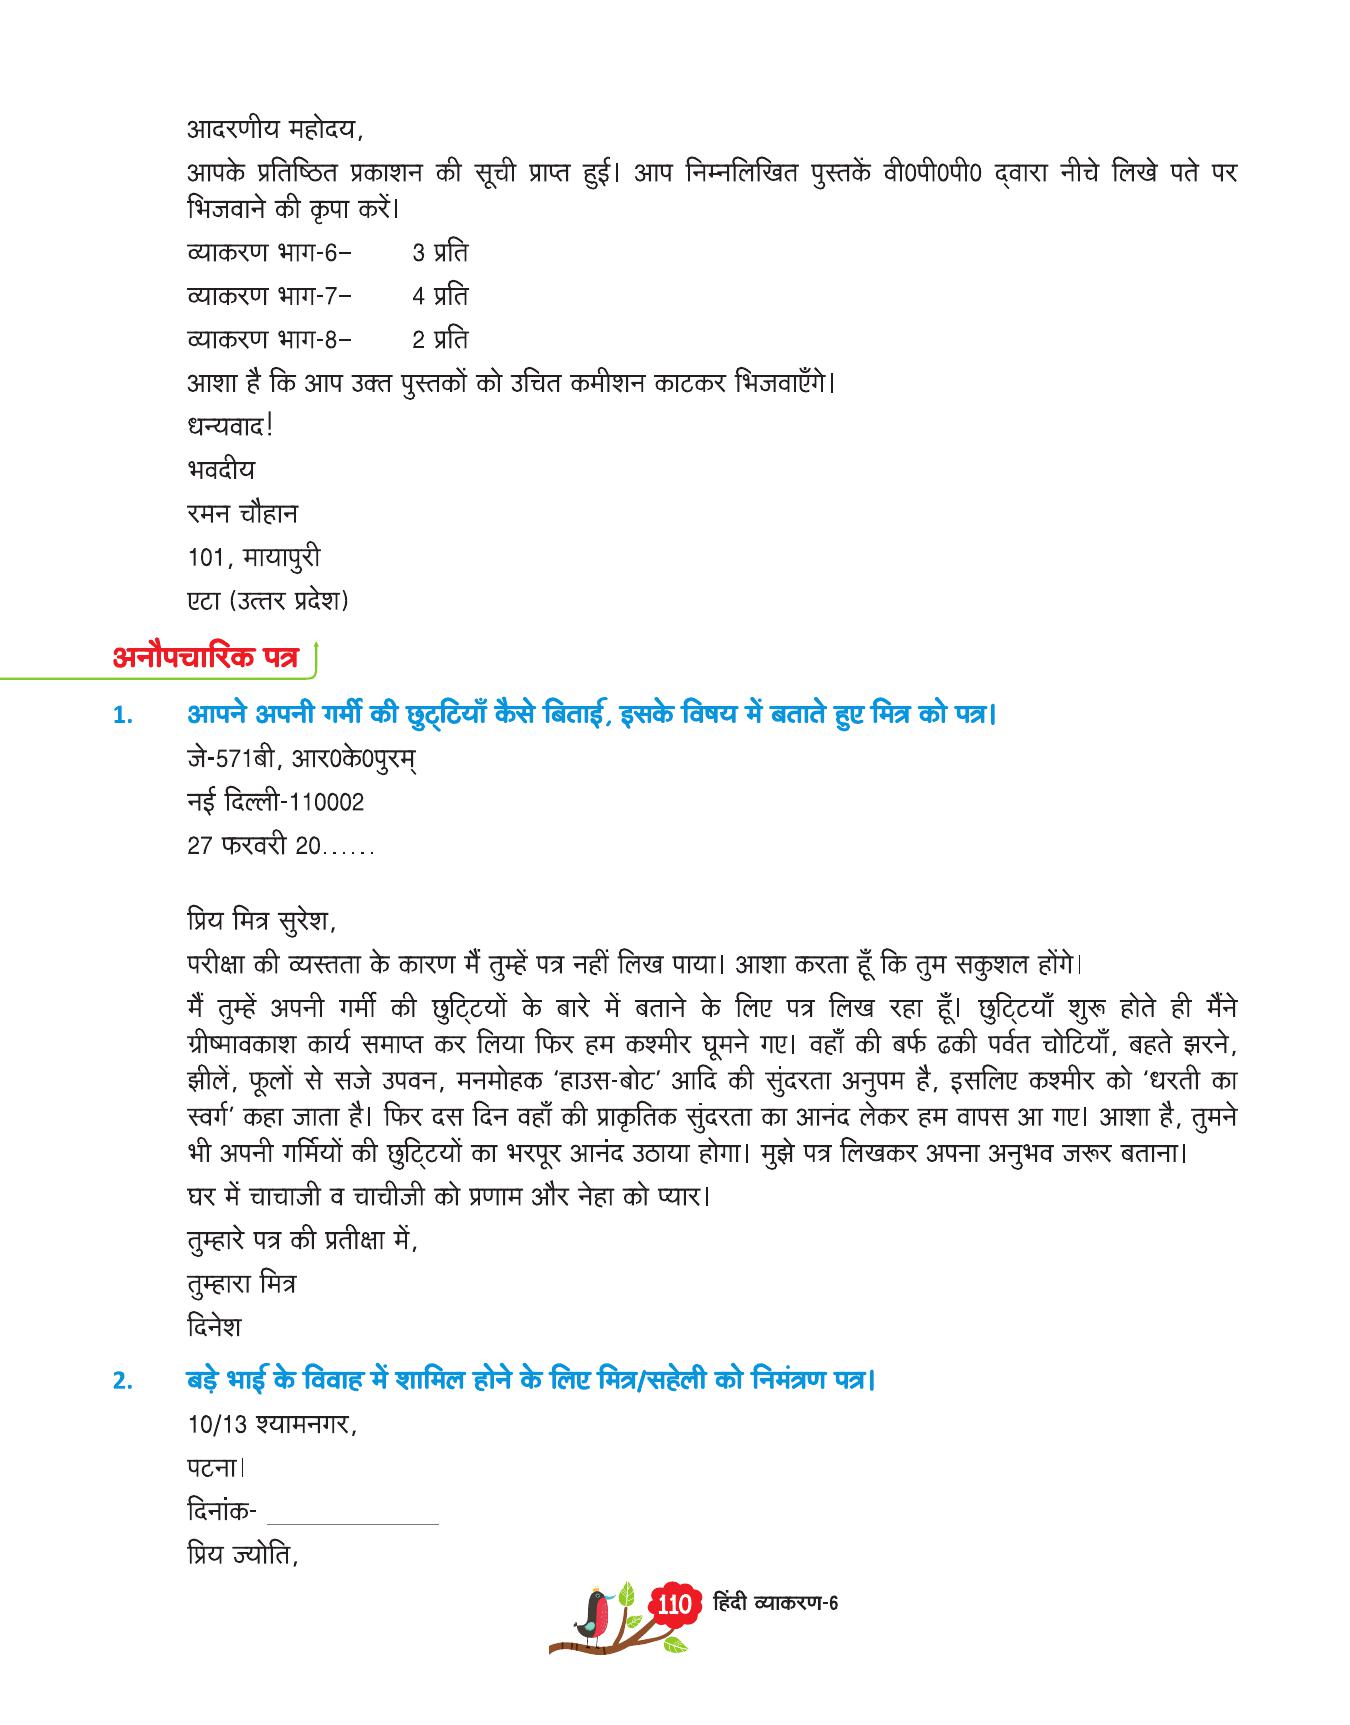 आदरणीय महोदय,
आपके प्रतिष्ठित प्रकाशन की सूची प्राप्त हुई। आप निम्नलिखित पुस्तकें वी0पी0पी0 द्‌वारा नीचे लिखे पते पर
भिजवाने की कृपा करें।
व्याकरण भाग-6– 3 प्रति
व्याकरण भाग-7– 4 प्रति
व्याकरण भाग-8– 2 प्रति
आशा है कि आप उक्त पुस्तकों को उचित कमीशन काटकर भिजवाएँगे।
धन्यवाद!
भवदीय
रमन चौहान
101, मायापुरी
एटा (उत्तर प्रदेश)
अनौपचारिक पत्र
1. आपने अपनी गर्मी की छुट्‌टियाँ कैसे बिताई, इसके विषय में बताते हुए मित्र को पत्र।
जे-571बी, आर0के0पुरम्
नई दिल्ली-110002
27 फरवरी 20......
प्रिय मित्र सुरेश,
परीक्षा की व्यस्तता के कारण मैं तुम्हें पत्र नहीं लिख पाया। आशा करता हूँ कि तुम सकुशल होंगे।
मैं तुम्हें अपनी गर्मी की छुट्टियों के बारे में बताने के लिए पत्र लिख रहा हूँ। छुट्टियाँ शुरू होते ही मैंने
ग्रीष्मावकाश कार्य समाप्त कर लिया फिर हम कश्मीर घूमने गए। वहाँ की बर्फ ढकी पर्वत चोटियाँ, बहते झरने,
झीलें, फूलों से सजे उपवन, मनमोहक ‘हाउस-बोट’ आदि की सुंदरता अनुपम है, इसलिए कश्मीर को ‘धरती का
स्वर्ग’ कहा जाता है। फिर दस दिन वहाँ की प्राकृतिक सुंदरता का आनंद लेकर हम वापस आ गए। आशा है, तुमने
भी अपनी गर्मियों की छुट्टियों का भरपूर आनंद उठाया होगा। मुझे पत्र लिखकर अपना अनुभव जरूर बताना।
घर में चाचाजी व चाचीजी को प्रणाम और नेहा को प्यार।
तुम्हारे पत्र की प्रतीक्षा में,
तुम्हारा मित्र
दिनेश
2. बड़े भाई के विवाह में शामिल होने के लिए मित्र/सहेली को निमंत्रण पत्र।
10/13 श्यामनगर,
पटना।
दिनांक- ____________
प्रिय ज्योति,
110 हिंदी व्याकरण-6